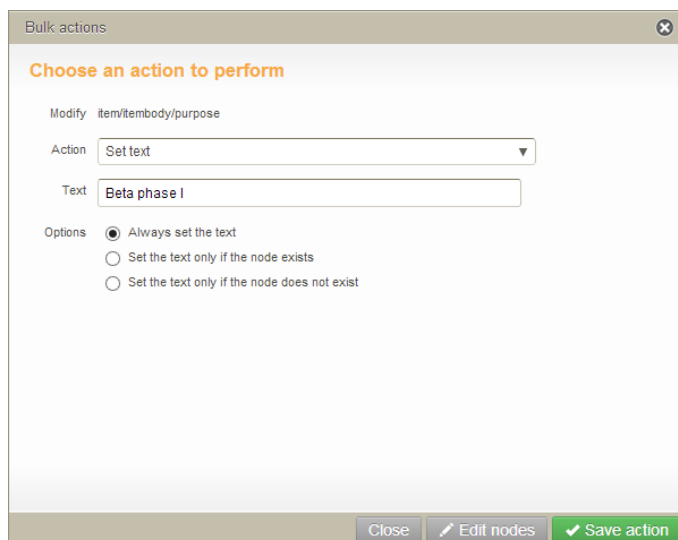 Bulk actions
Choose an action to perform
Modify item/itembody/purpose
Action Set text
Text Beta phase I
Options Always set the text
Set the text only if the node exists
Set the text only if the node does not exist
Close Edit nodes Save action